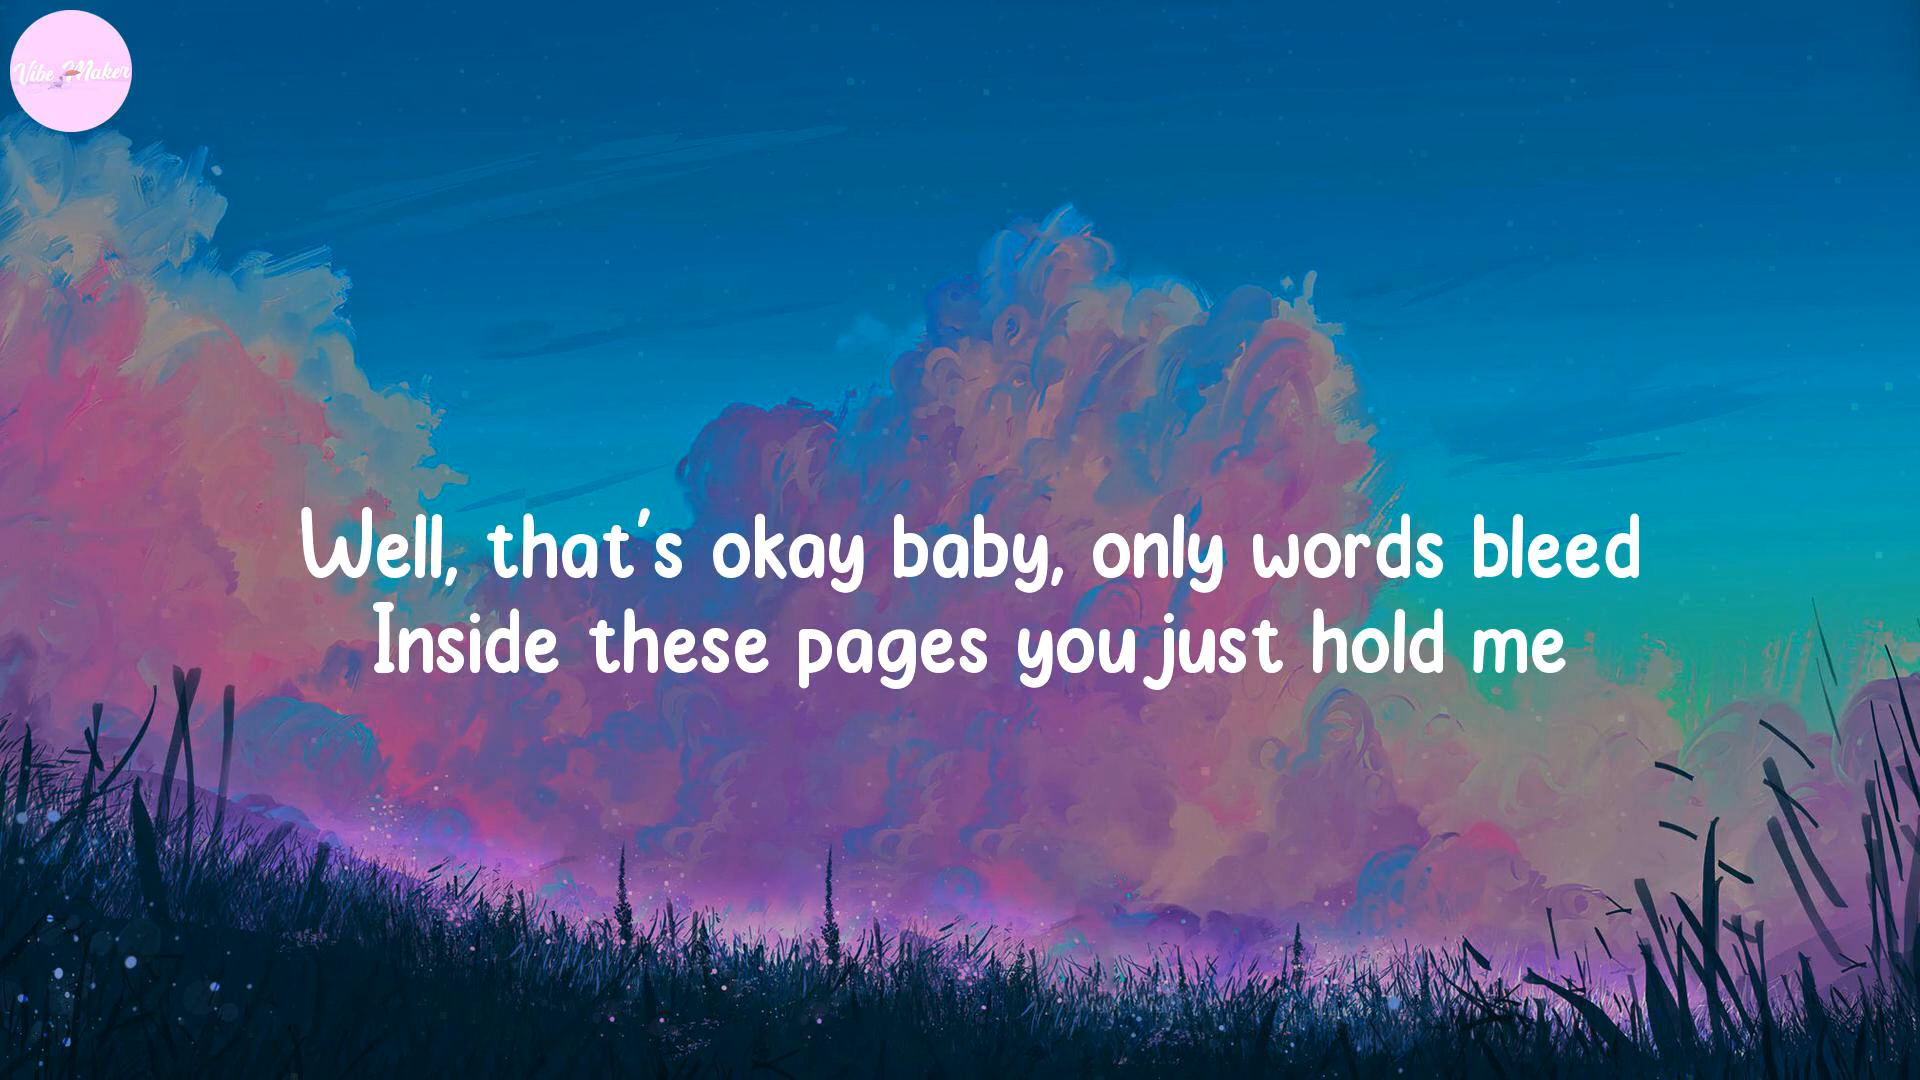 Vibe Maker
Well, that's okay baby, only words bleed
Inside these pages you just hold me